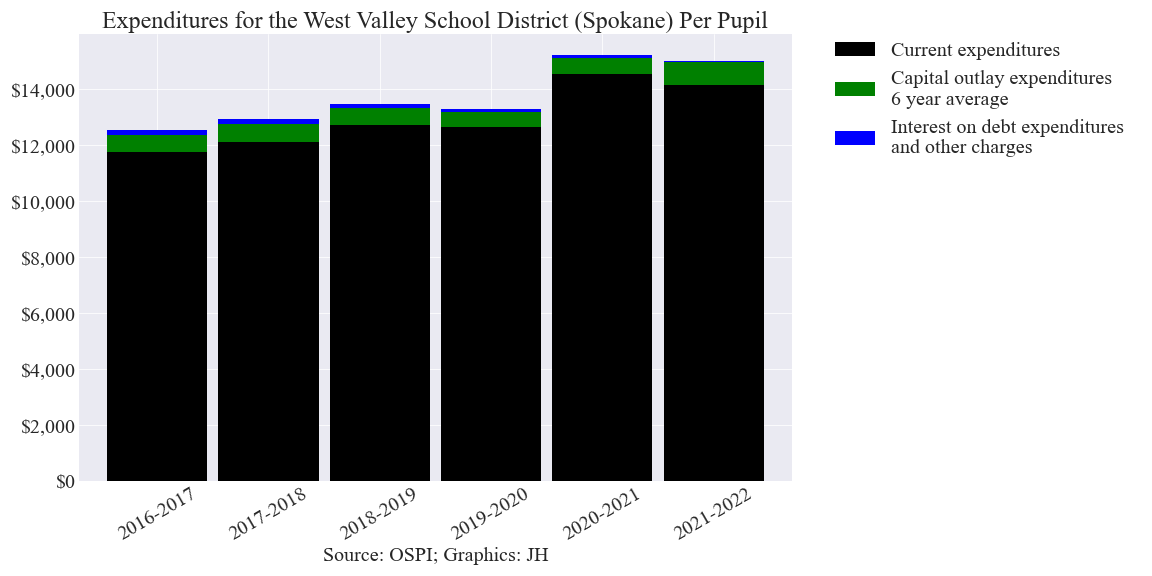 Expenditures for the West Valley School District (Spokane) Per Pupil
$14,000
$12,000
$10,000
$8,000
$6,000
$4,000
$2,000
$0
2016-2017
2017-2018
2018-2019
2019-2020
2020-2021
2021-2022
Source: OSPI; Graphics: JH
Current expenditures
Capital outlay expenditures
6 year average
Interest on debt expenditures
and other charges